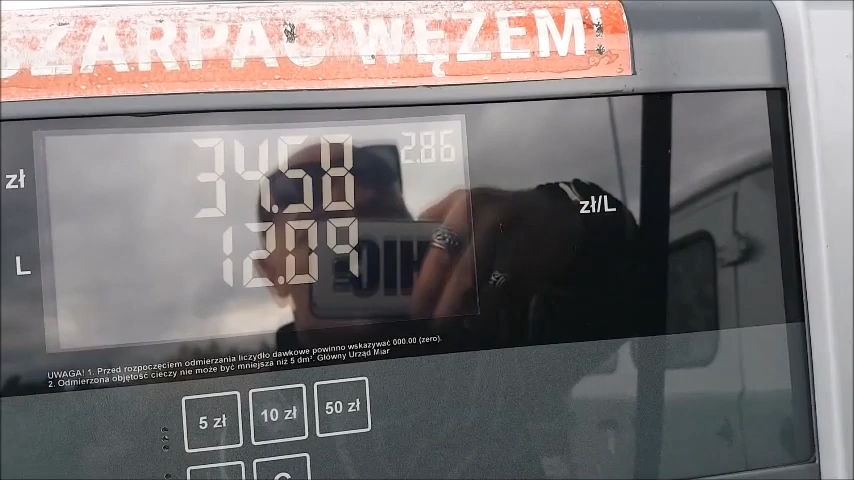 SZARPAĆ WĘŻEM!
zł 34.58 2.86
zł/L
L 12.09
UWAGA! 1. Przed rozpoczęciem odmierzania liczydło dawkowe powinno wskazywać 000.00 (zero).
2. Odmierzona objętość cieczy nie może być mniejsza niż 5 dm³. Główny Urząd Miar
5 zł 10 zł 50 zł